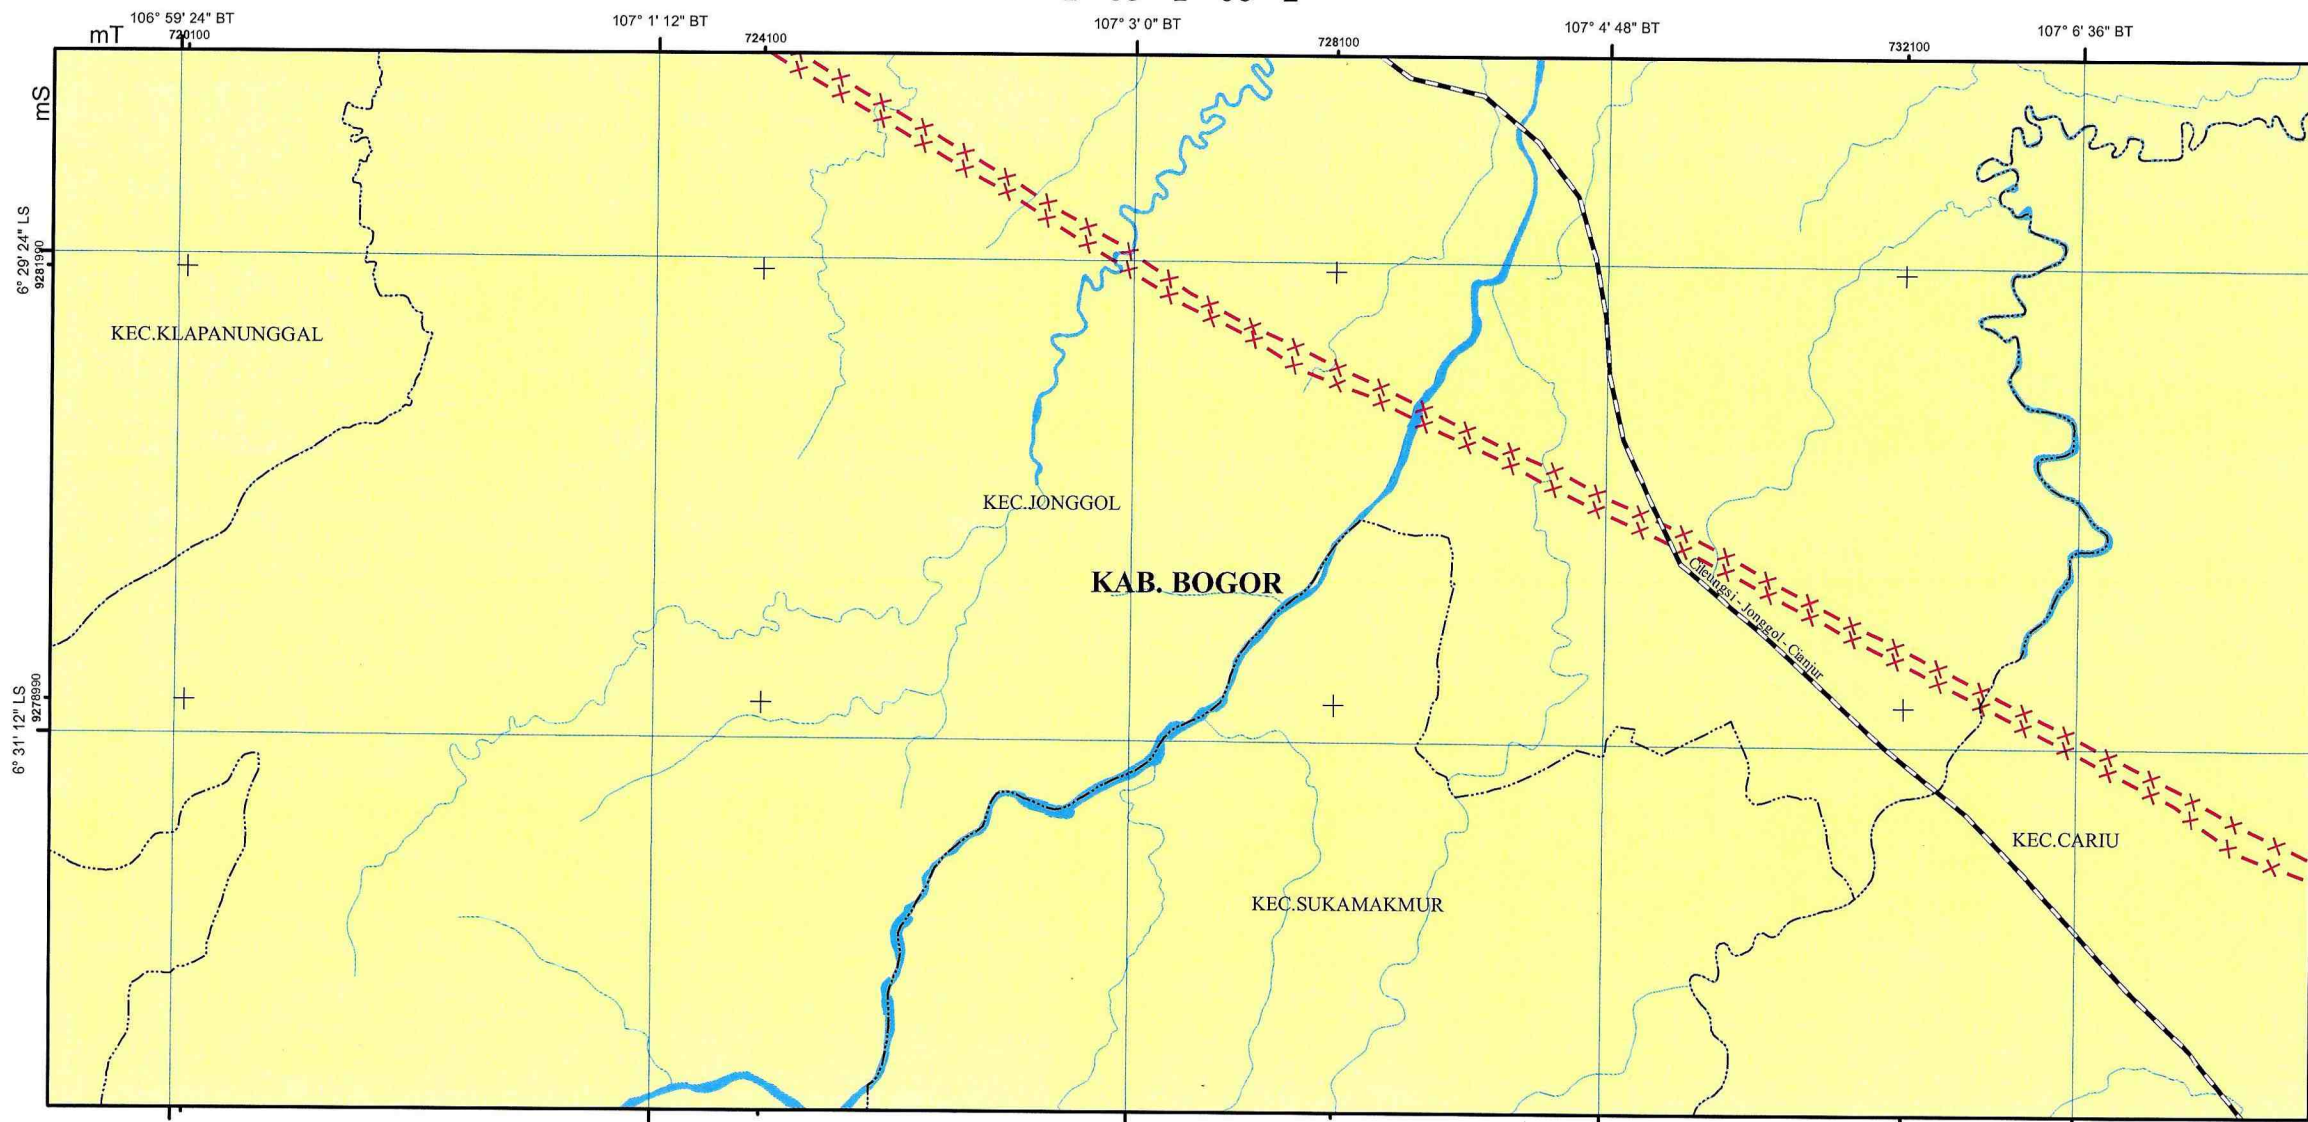 106° 59' 24" BT
107° 1' 12" BT
107° 3' 0" BT
107° 4' 48" BT
107° 6' 36" BT
mT
720100
724100
728100
732100
mS
6° 29' 24" LS
9281990
KEC.KLAPANUNGGAL
KEC.JONGGOL
KAB. BOGOR
Cileungsi - Jonggol - Cianjur
6° 31' 12" LS
9278990
KEC.CARIU
KEC.SUKAMAKMUR